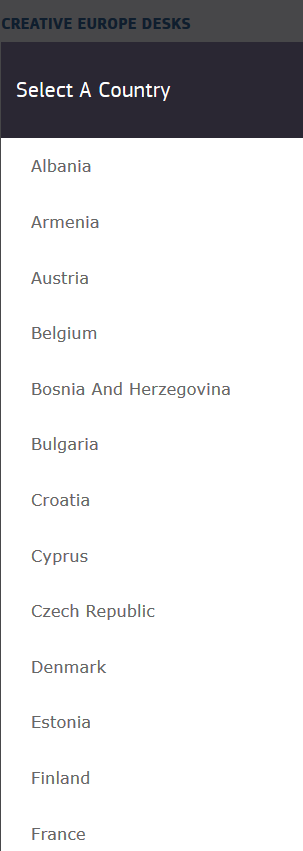 CREATIVE EUROPE DESKS
Select A Country
Albania
Armenia
Austria
Belgium
Bosnia And Herzegovina
Bulgaria
Croatia
Cyprus
Czech Republic
Denmark
Estonia
Finland
France